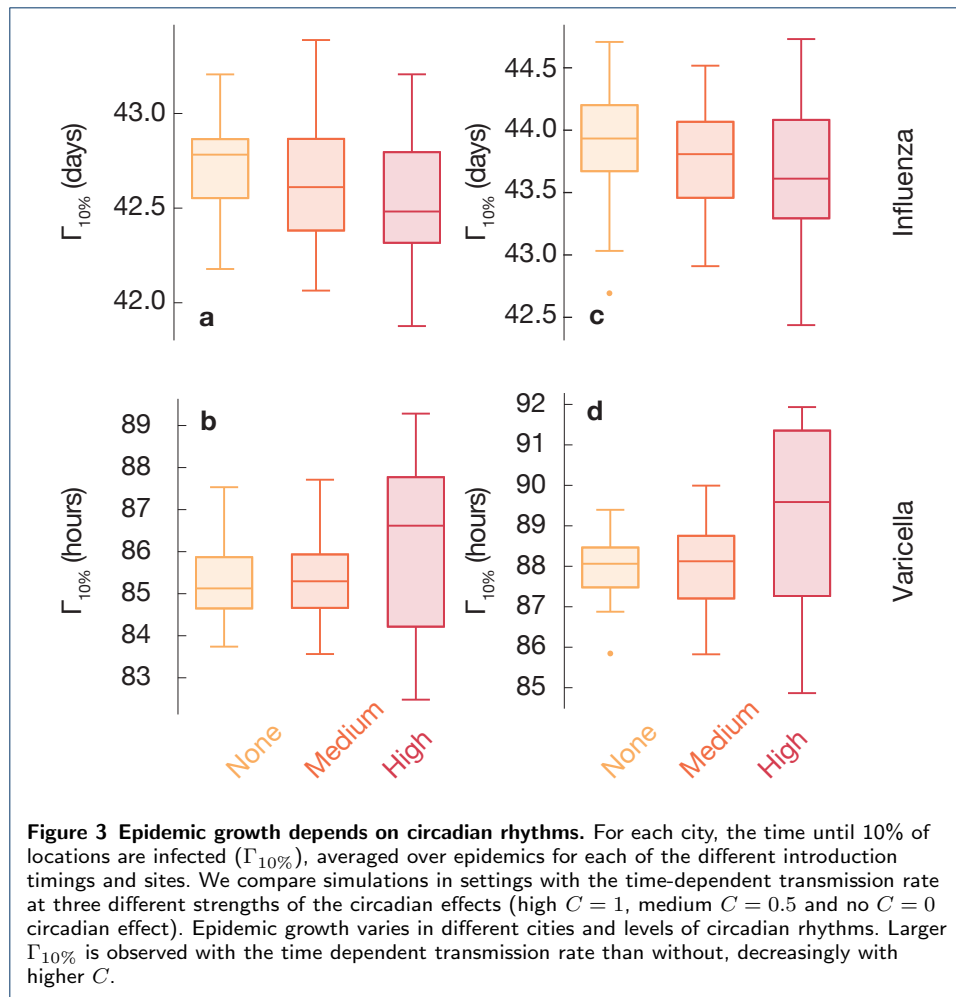 Γ10% (days)
43.0
42.5
42.0
a
Γ10% (days)
44.5
44.0
43.5
43.0
42.5
c
Influenza
Γ10% (hours)
89
88
87
86
85
84
83
b
Γ10% (hours)
92
91
90
89
88
87
86
85
d
Varicella
None
Medium
High
None
Medium
High
Figure 3 Epidemic growth depends on circadian rhythms. For each city, the time until 10% of
locations are infected (Γ10%), averaged over epidemics for each of the different introduction
timings and sites. We compare simulations in settings with the time-dependent transmission rate
at three different strengths of the circadian effects (high C = 1, medium C = 0.5 and no C = 0
circadian effect). Epidemic growth varies in different cities and levels of circadian rhythms. Larger
Γ10% is observed with the time dependent transmission rate than without, decreasingly with
higher C.